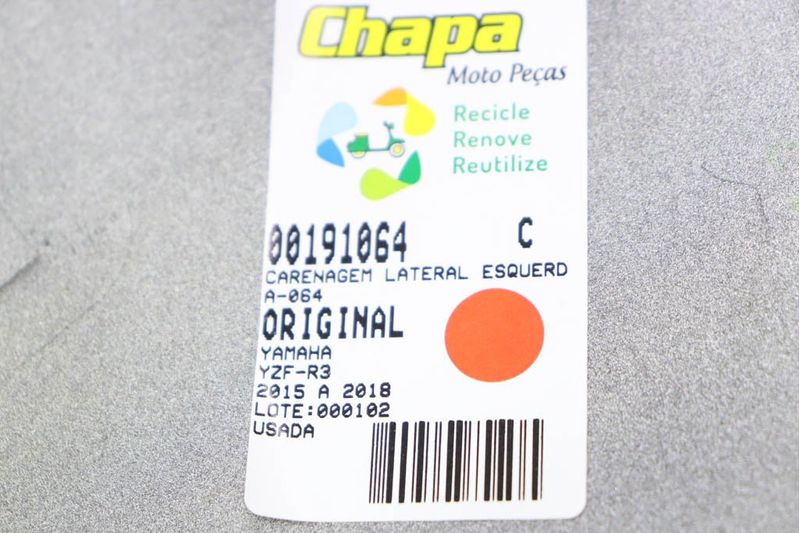 Chapa
Moto Peças
Recicle
Renove
Reutilize
00191064 C
CARENAGEM LATERAL ESQUERD
A-064
ORIGINAL
YAMAHA
YZF-R3
2015 A 2018
LOTE:000102
USADA